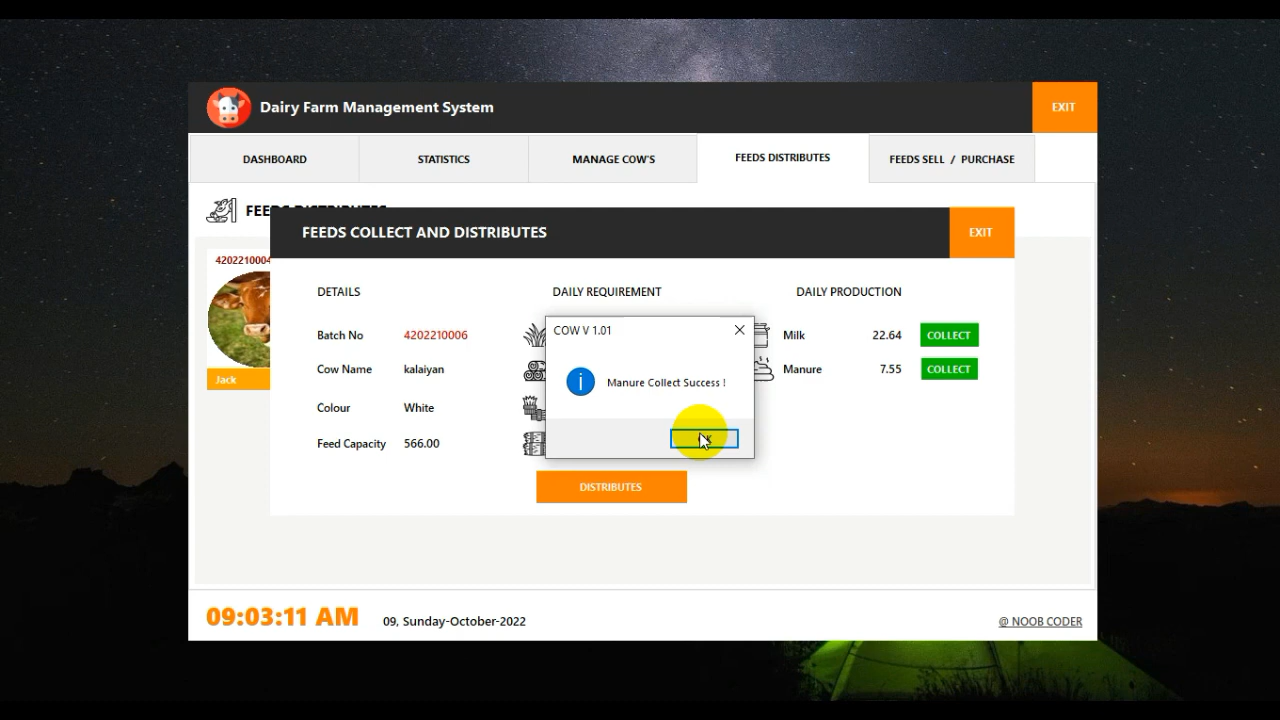 Dairy Farm Management System
EXIT
DASHBOARD
STATISTICS
MANAGE COW'S
FEEDS DISTRIBUTES
FEEDS SELL / PURCHASE
FEEDS DISTRIBUTES
4202210004
Jack
FEEDS COLLECT AND DISTRIBUTES
EXIT
DETAILS
DAILY REQUIREMENT
DAILY PRODUCTION
Batch No 4202210006
Cow Name kalaiyan
Colour White
Feed Capacity 566.00
Milk 22.64 COLLECT
Manure 7.55 COLLECT
COW V 1.01
Manure Collect Success !
DISTRIBUTES
09:03:11 AM
09, Sunday-October-2022
@ NOOB CODER